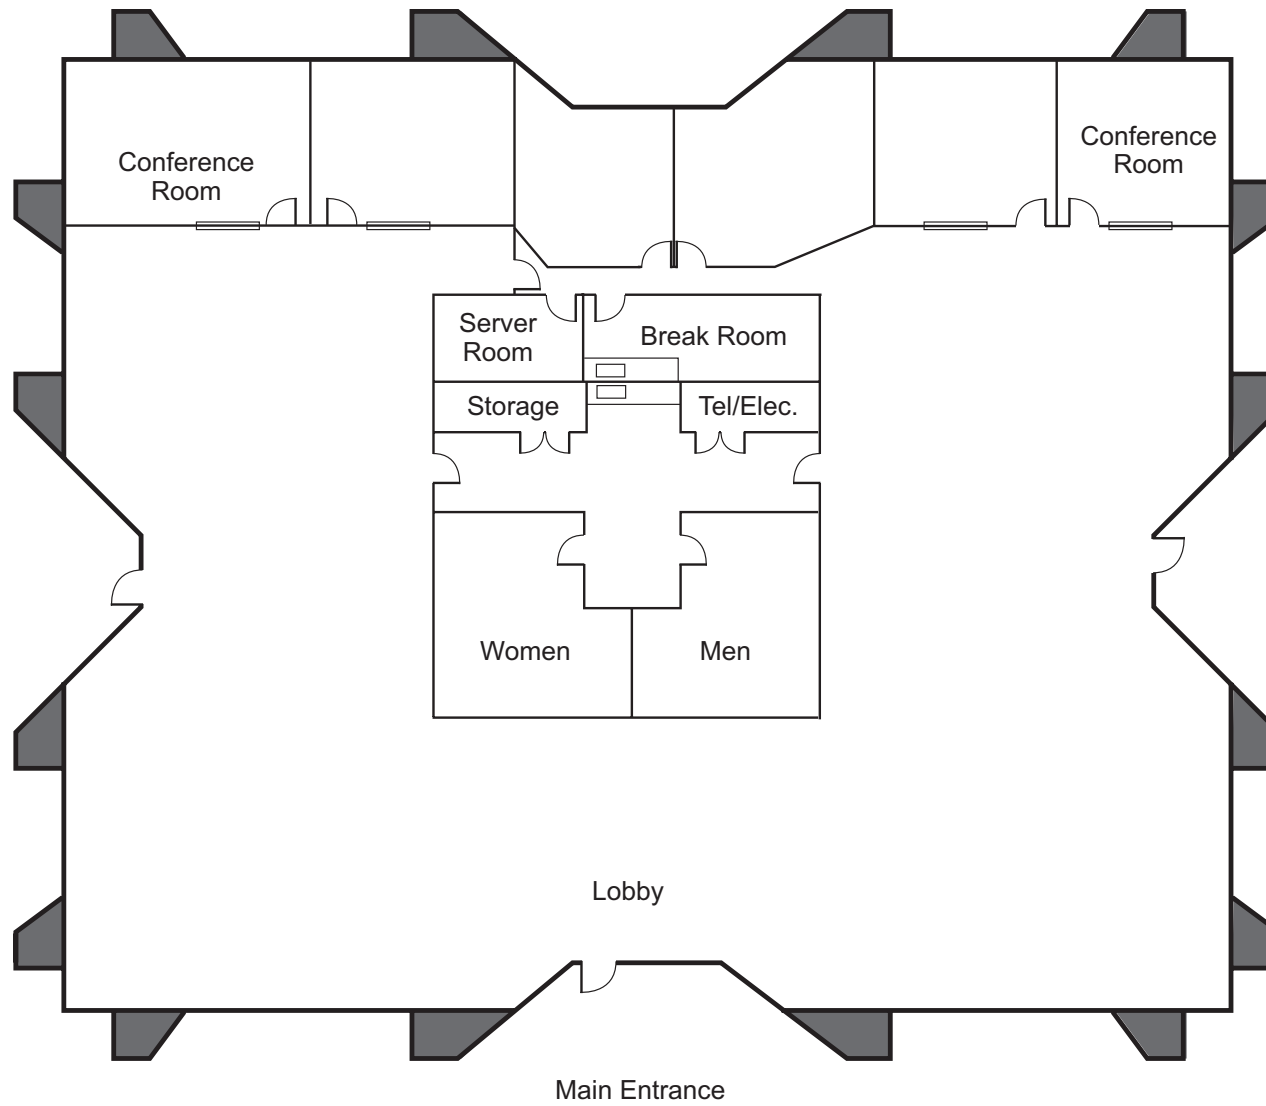 Conference
Room
Conference
Room
Server
Room
Break Room
Storage
Tel/Elec.
Women
Men
Lobby
Main Entrance